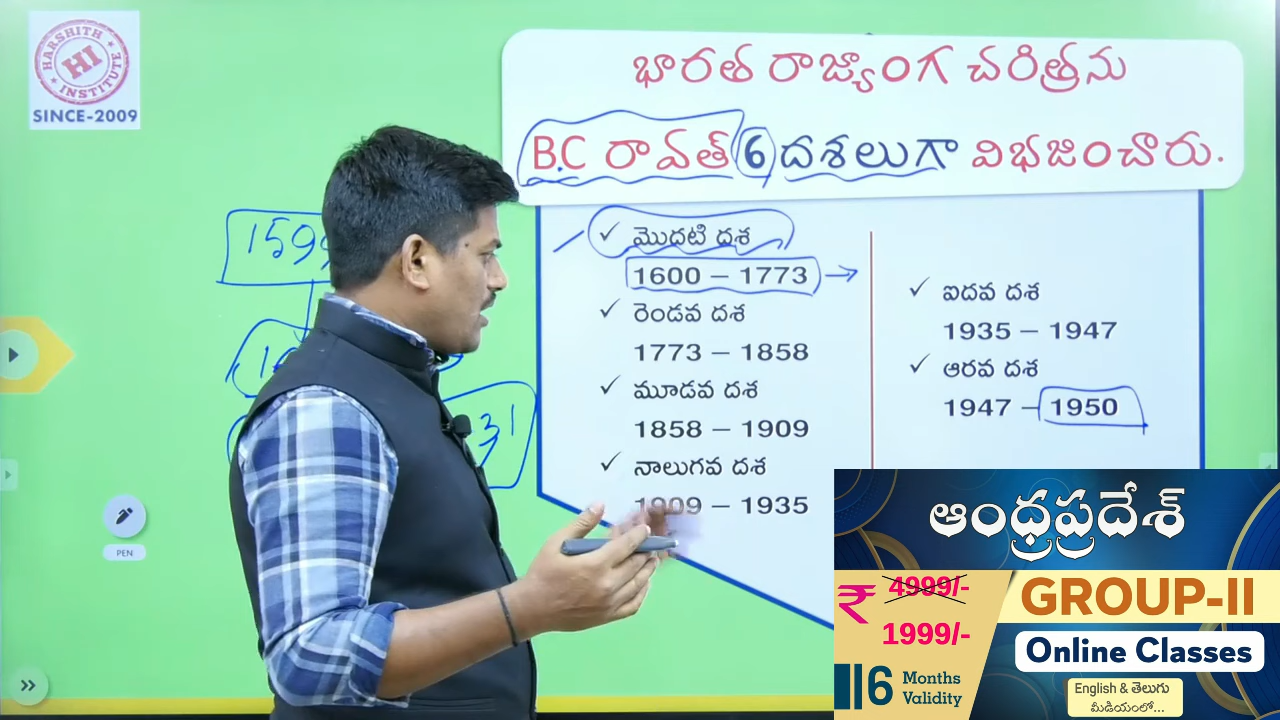 HARSHITH
HI
INSTITUTE
SINCE-2009
భారత రాజ్యాంగ చరిత్రను
B.C రావత్ 6 దశలుగా విభజించారు.
✓ మొదటి దశ
1600 – 1773
✓ రెండవ దశ
1773 – 1858
✓ మూడవ దశ
1858 – 1909
✓ నాలుగవ దశ
1909 – 1935
✓ ఐదవ దశ
1935 – 1947
✓ ఆరవ దశ
1947 – 1950
PEN
ఆంధ్రప్రదేశ్
₹ 4999/-
1999/-
6 Months
Validity
GROUP-II
Online Classes
English & తెలుగు
మీడియంలో...